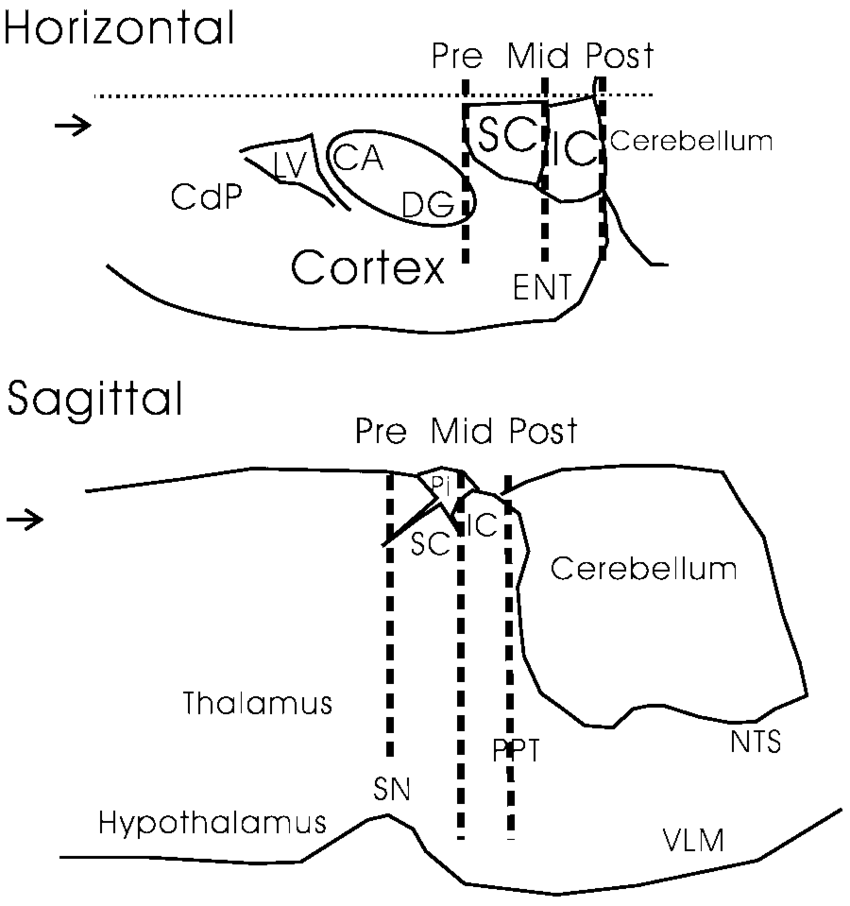 Horizontal
Pre Mid Post
SC
IC
Cerebellum
LV
CA
CdP
DG
Cortex
ENT
Sagittal
Pre Mid Post
Pi
SC
IC
Cerebellum
Thalamus
PPT
NTS
SN
Hypothalamus
VLM